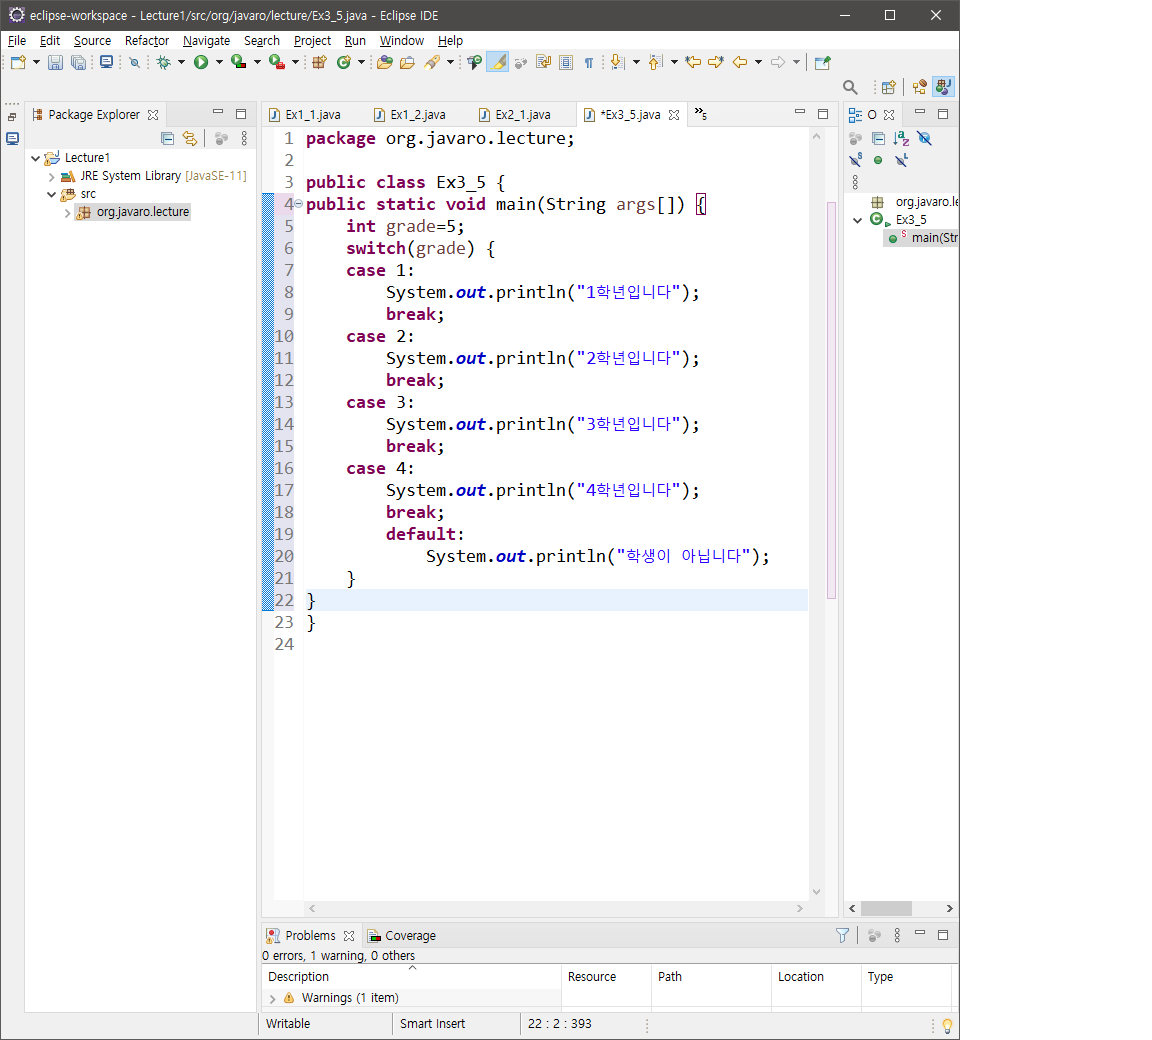 eclipse-workspace - Lecture1/src/org/javaro/lecture/Ex3_5.java - Eclipse IDE
File Edit Source Refactor Navigate Search Project Run Window Help
Package Explorer
Lecture1
JRE System Library [JavaSE-11]
src
org.javaro.lecture
Ex1_1.java Ex1_2.java Ex2_1.java *Ex3_5.java »5
1 package org.javaro.lecture;
2
3 public class Ex3_5 {
4 public static void main(String args[]) {
5 int grade=5;
6 switch(grade) {
7 case 1:
8 System.out.println("1학년입니다");
9 break;
10 case 2:
11 System.out.println("2학년입니다");
12 break;
13 case 3:
14 System.out.println("3학년입니다");
15 break;
16 case 4:
17 System.out.println("4학년입니다");
18 break;
19 default:
20 System.out.println("학생이 아닙니다");
21 }
22 }
23 }
24
O
org.javaro.le
Ex3_5
main(Str
Problems Coverage
0 errors, 1 warning, 0 others
Description Resource Path Location Type
Warnings (1 item)
Writable Smart Insert 22 : 2 : 393